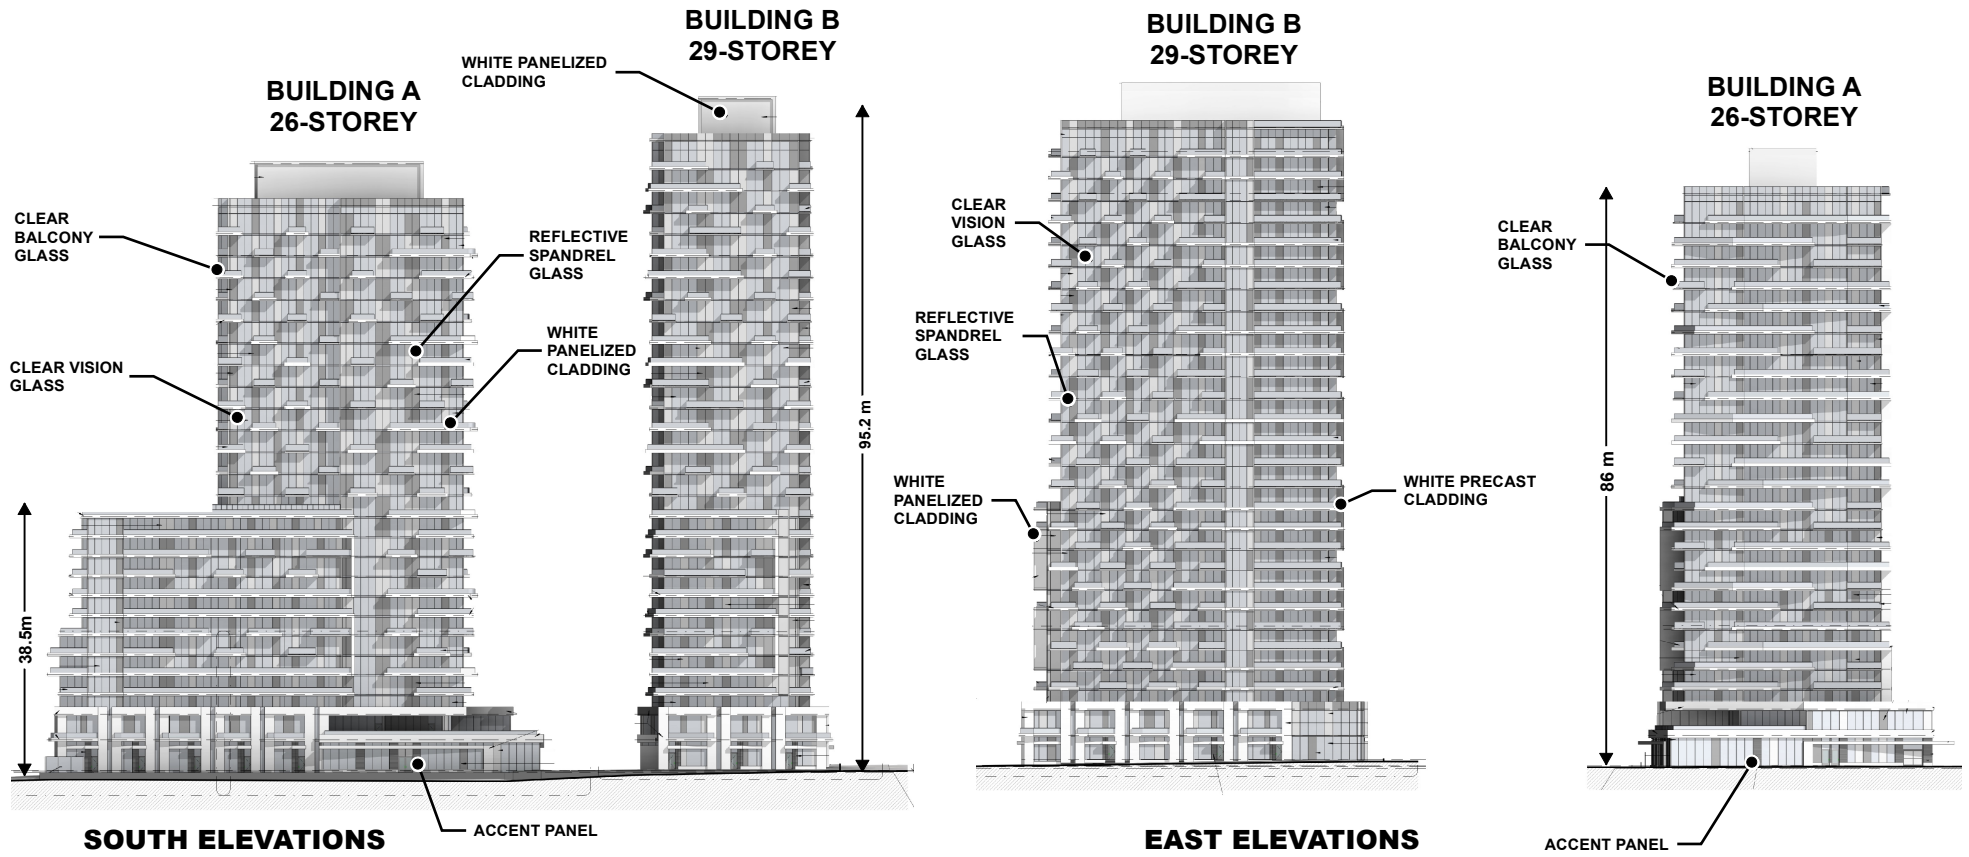 BUILDING A
26-STOREY
WHITE PANELIZED
CLADDING
BUILDING B
29-STOREY
CLEAR
BALCONY
GLASS
REFLECTIVE
SPANDREL
GLASS
CLEAR VISION
GLASS
WHITE
PANELIZED
CLADDING
38.5m
95.2 m
ACCENT PANEL
SOUTH ELEVATIONS
BUILDING B
29-STOREY
CLEAR
VISION
GLASS
REFLECTIVE
SPANDREL
GLASS
WHITE
PANELIZED
CLADDING
WHITE PRECAST
CLADDING
BUILDING A
26-STOREY
CLEAR
BALCONY
GLASS
86 m
ACCENT PANEL
EAST ELEVATIONS